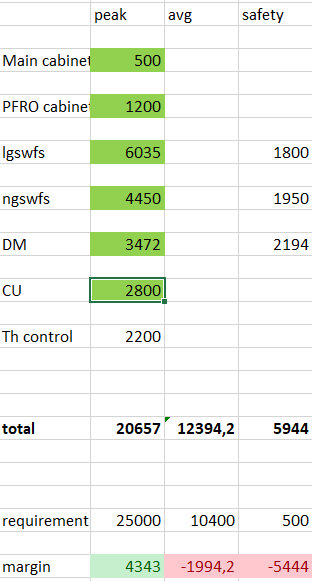 peak avg safety
Main cabinet 500
PFRO cabine 1200
lgswfs 6035 1800
ngswfs 4450 1950
DM 3472 2194
CU 2800
Th control 2200
total 20657 12394,2 5944
requirement 25000 10400 500
margin 4343 -1994,2 -5444